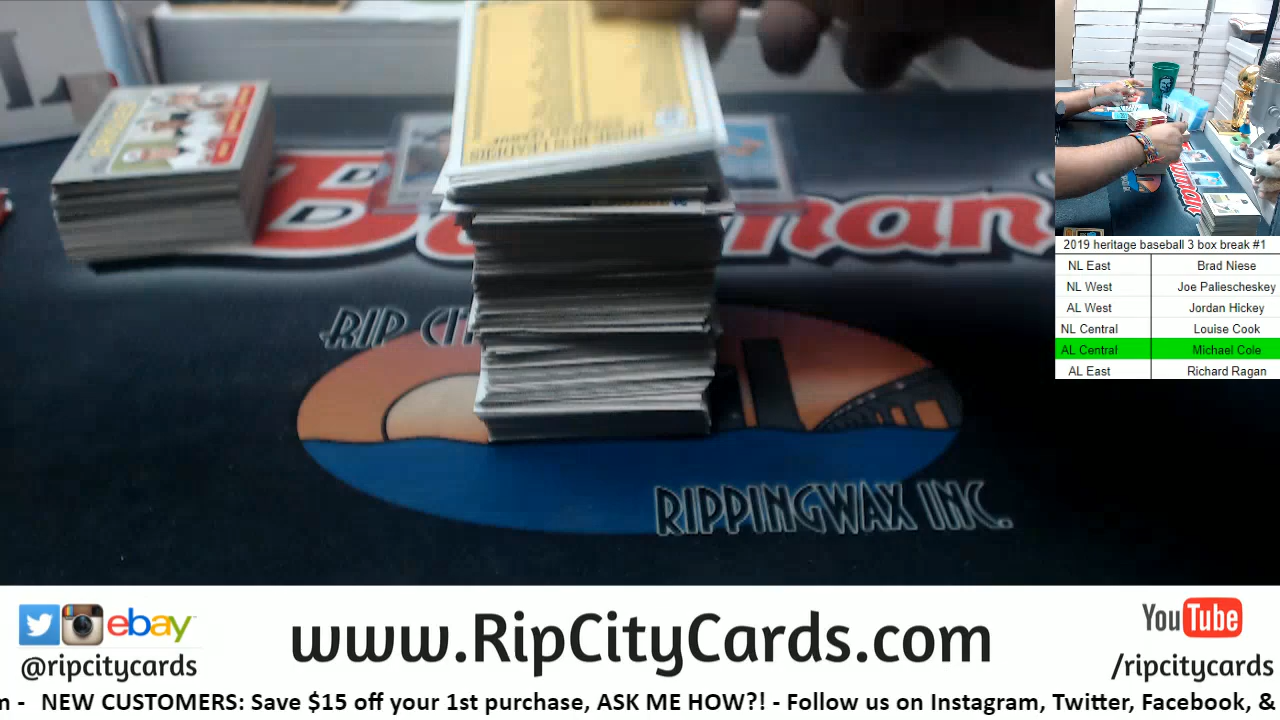 Bowman
RIP CIT
RIPPINGWAX INC.
2019 heritage baseball 3 box break #1
NL East Brad Niese
NL West Joe Paliescheskey
AL West Jordan Hickey
NL Central Louise Cook
AL Central Michael Cole
AL East Richard Ragan
ebay
@ripcitycards
www.RipCityCards.com
YouTube
/ripcitycards
m - NEW CUSTOMERS: Save $15 off your 1st purchase, ASK ME HOW?! - Follow us on Instagram, Twitter, Facebook, &